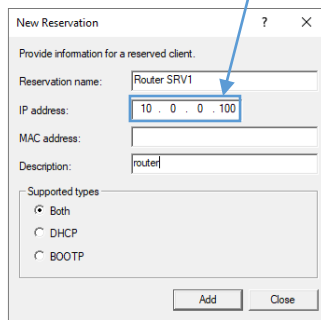 New Reservation ? ×
Provide information for a reserved client.
Reservation name: Router SRV1
IP address: 10 . 0 . 0 . 100
MAC address:
Description: router
Supported types
Both
DHCP
BOOTP
Add Close